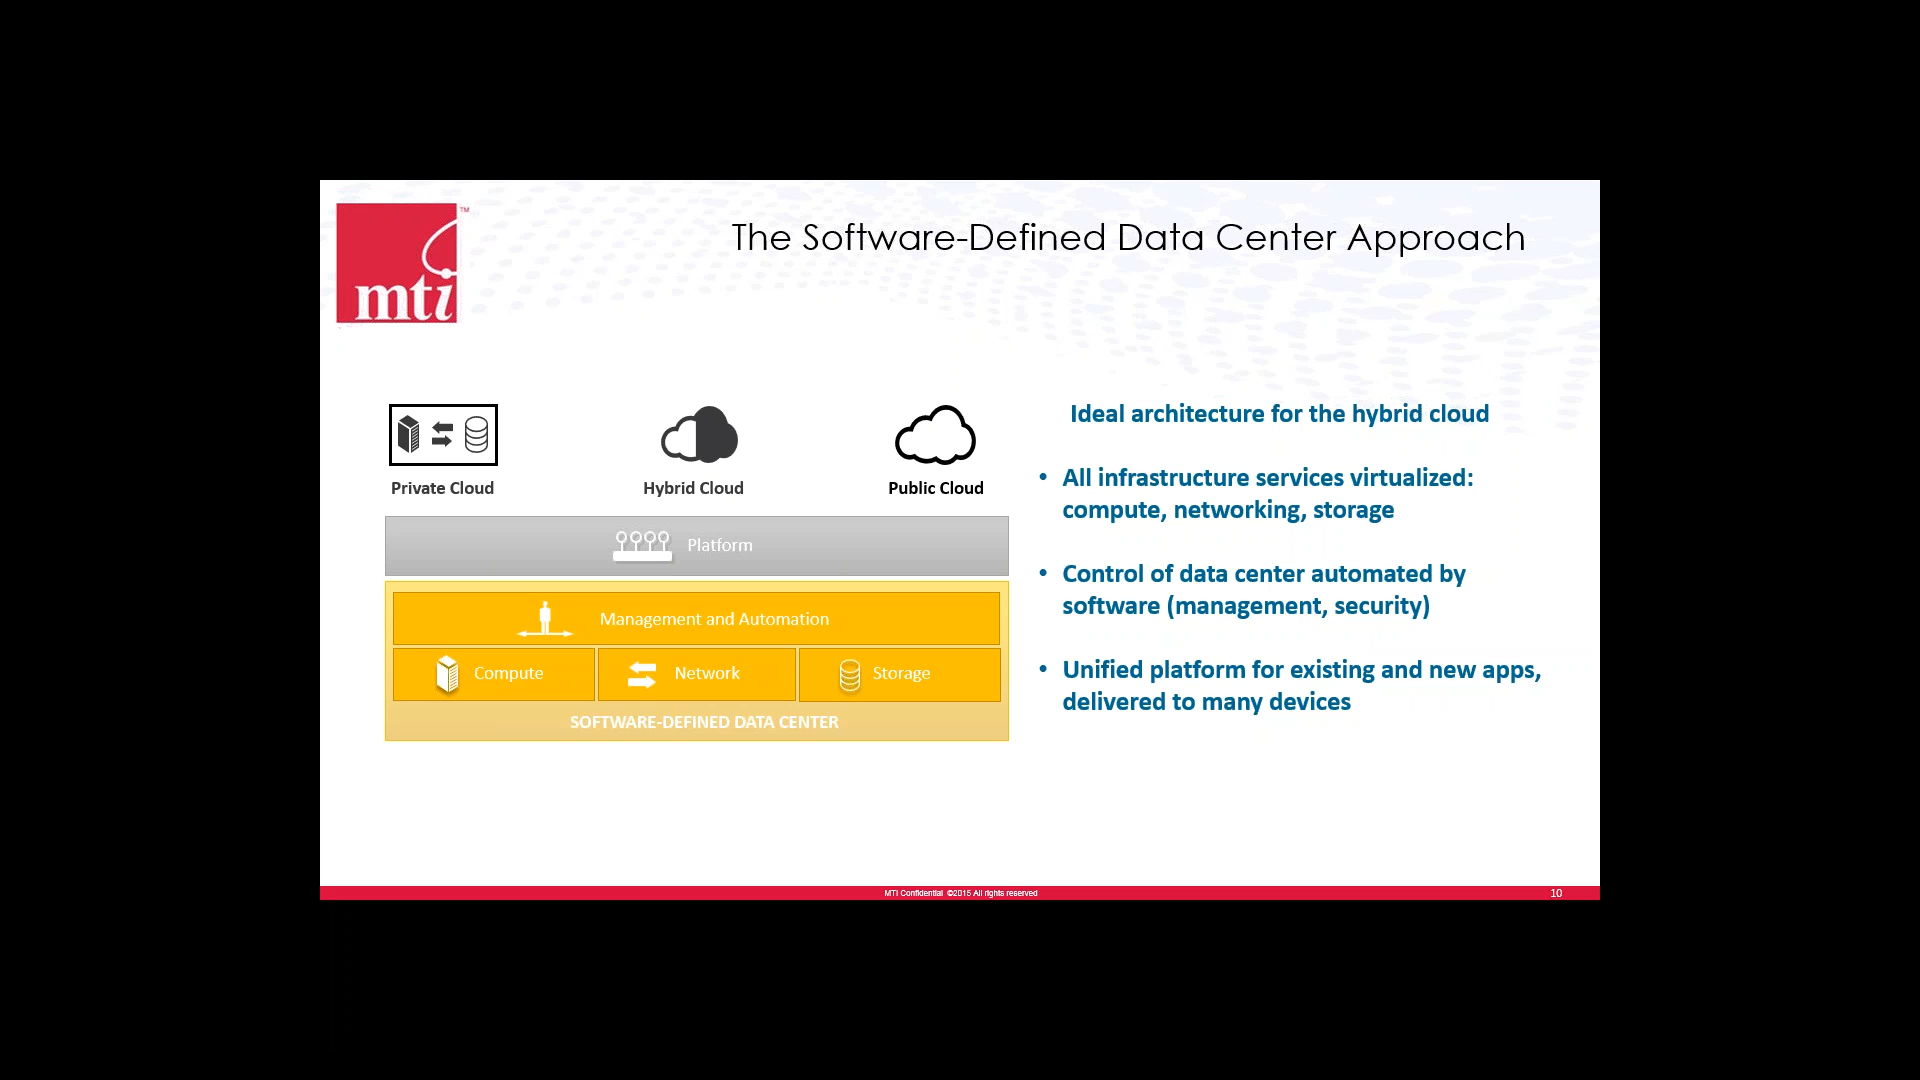 mti
TM
The Software-Defined Data Center Approach
Private Cloud
Hybrid Cloud
Public Cloud
Platform
Management and Automation
Compute
Network
Storage
SOFTWARE-DEFINED DATA CENTER
Ideal architecture for the hybrid cloud
• All infrastructure services virtualized:
compute, networking, storage
• Control of data center automated by
software (management, security)
• Unified platform for existing and new apps,
delivered to many devices
MTI Confidential ©2015 All rights reserved
10